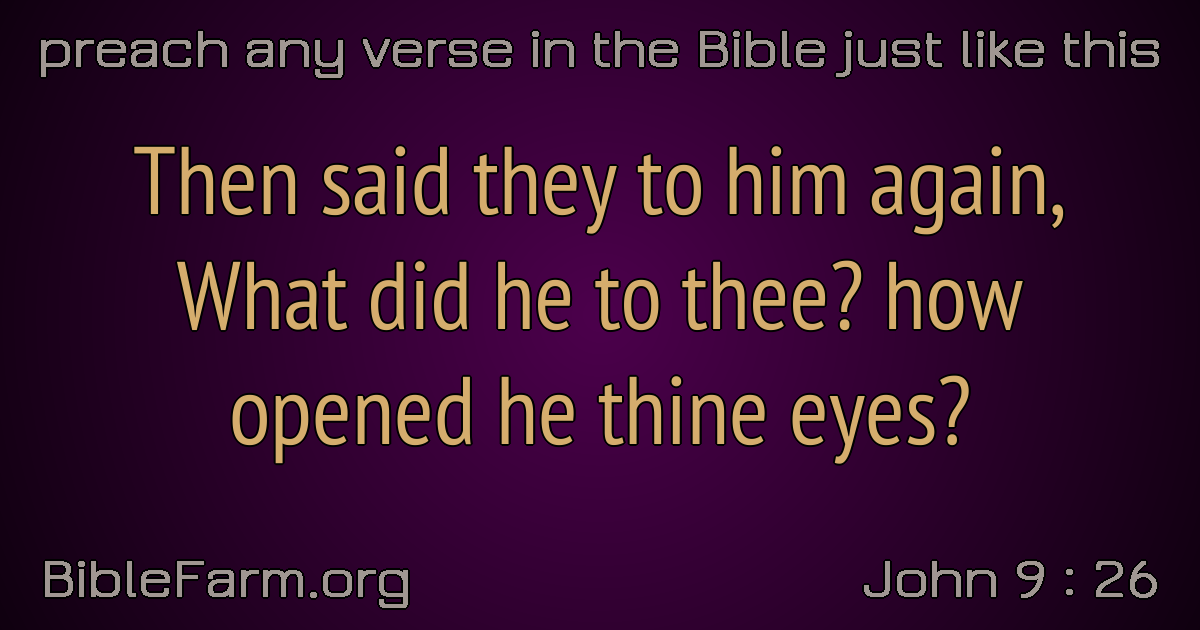 preach any verse in the Bible just like this
Then said they to him again,
What did he to thee? how
opened he thine eyes?
BibleFarm.org
John 9 : 26